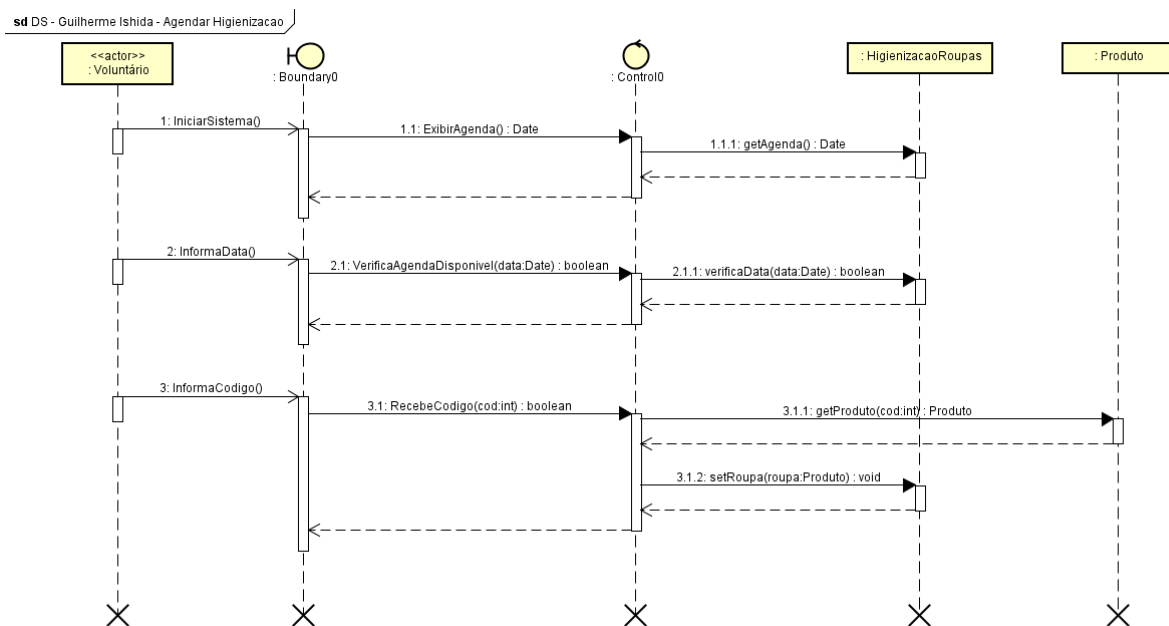 sd DS - Guilherme Ishida - Agendar Higienizacao
<<actor>>
: Voluntário
: Boundary0
: Control0
: HigienizacaoRoupas
: Produto
1: IniciarSistema()
1.1: ExibirAgenda() : Date
1.1.1: getAgenda() : Date
2: InformaData()
2.1: VerificaAgendaDisponivel(data:Date) : boolean
2.1.1: verificaData(data:Date) : boolean
3: InformaCodigo()
3.1: RecebeCodigo(cod:int) : boolean
3.1.1: getProduto(cod:int) : Produto
3.1.2: setRoupa(roupa:Produto) : void